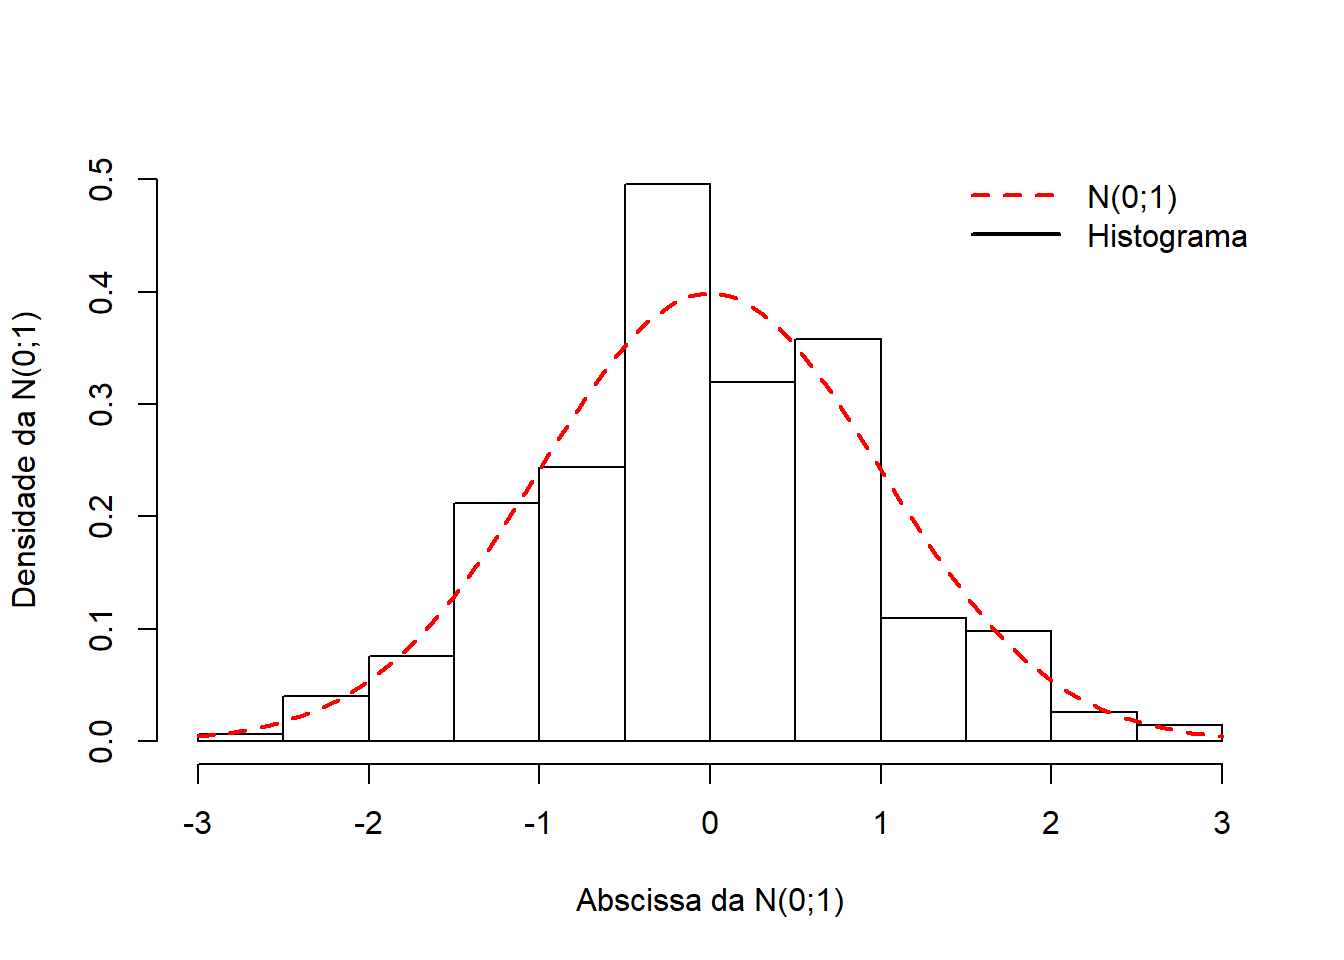 N(0;1)
Histograma
Densidade da N(0;1)
0.5
0.4
0.3
0.2
0.1
0.0
-3 -2 -1 0 1 2 3
Abscissa da N(0;1)